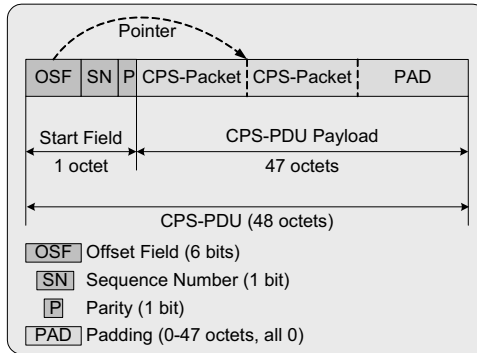 Pointer
OSF SN P CPS-Packet CPS-Packet PAD
Start Field CPS-PDU Payload
1 octet 47 octets
CPS-PDU (48 octets)
OSF Offset Field (6 bits)
SN Sequence Number (1 bit)
P Parity (1 bit)
PAD Padding (0-47 octets, all 0)